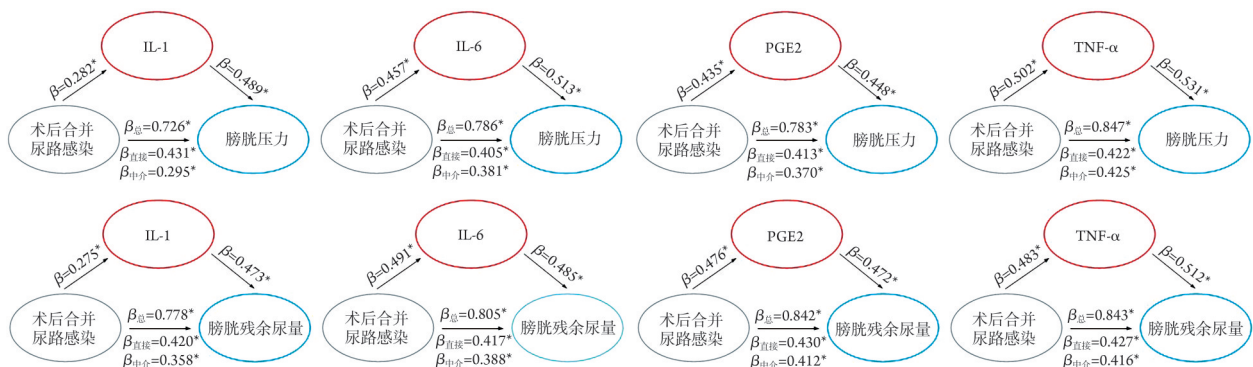 IL-1
β=0.282*
β=0.489*
术后合并
尿路感染
β总=0.726*
β直接=0.431*
β中介=0.295*
膀胱压力
IL-6
β=0.457*
β=0.513*
术后合并
尿路感染
β总=0.786*
β直接=0.405*
β中介=0.381*
膀胱压力
PGE2
β=0.435*
β=0.448*
术后合并
尿路感染
β总=0.783*
β直接=0.413*
β中介=0.370*
膀胱压力
TNF-α
β=0.502*
β=0.531*
术后合并
尿路感染
β总=0.847*
β直接=0.422*
β中介=0.425*
膀胱压力
IL-1
β=0.275*
β=0.473*
术后合并
尿路感染
β总=0.778*
β直接=0.420*
β中介=0.358*
膀胱残余尿量
IL-6
β=0.491*
β=0.485*
术后合并
尿路感染
β总=0.805*
β直接=0.417*
β中介=0.388*
膀胱残余尿量
PGE2
β=0.476*
β=0.472*
术后合并
尿路感染
β总=0.842*
β直接=0.430*
β中介=0.412*
膀胱残余尿量
TNF-α
β=0.483*
β=0.512*
术后合并
尿路感染
β总=0.843*
β直接=0.427*
β中介=0.416*
膀胱残余尿量